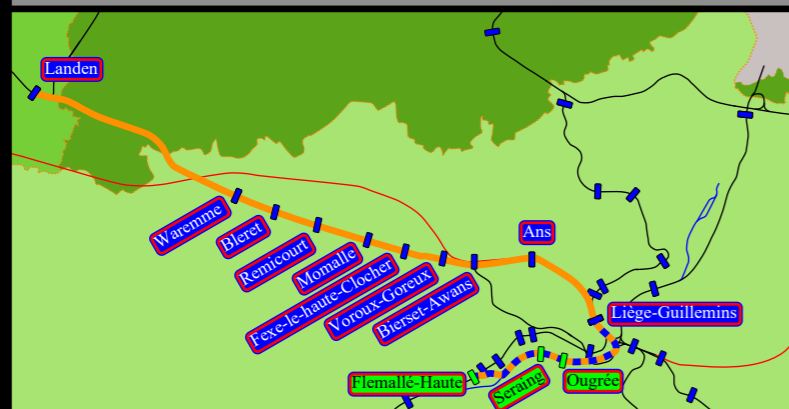 Landen
Waremme
Bleret
Remicourt
Momalle
Fexe-le-haute-Clocher
Voroux-Goreux
Bierset-Awans
Ans
Liège-Guillemins
Flemalle-Haute
Seraing
Ougrée